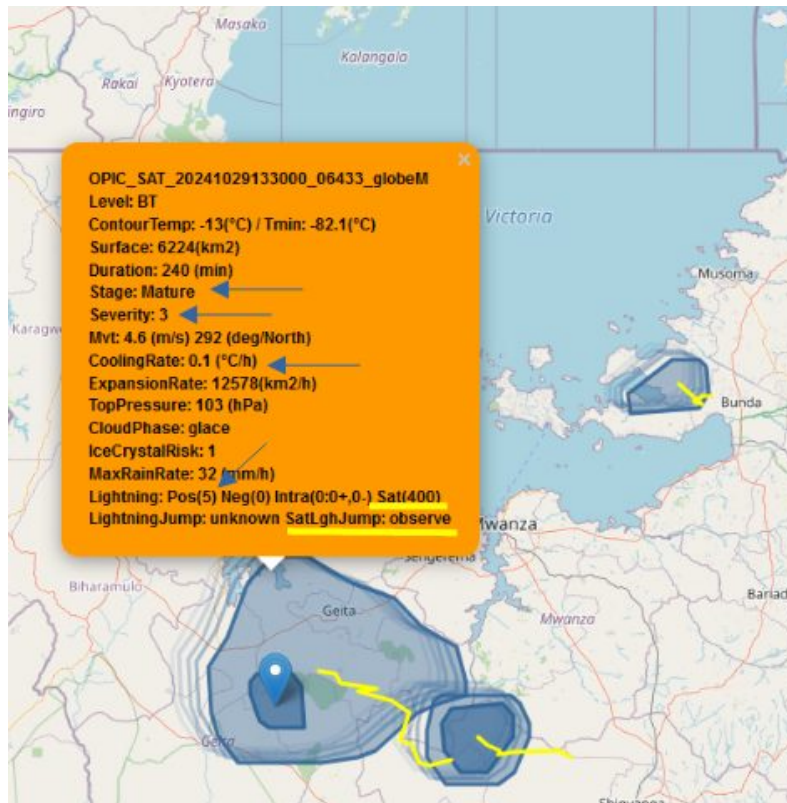 Masaka
Kalangala
Rakai
Kyotera
ingiro
×
OPIC_SAT_20241029133000_06433_globeM
Level: BT
ContourTemp: -13(°C) / Tmin: -82.1(°C)
Surface: 6224(km2)
Duration: 240 (min)
Stage: Mature
Severity: 3
Mvt: 4.6 (m/s) 292 (deg/North)
CoolingRate: 0.1 (°C/h)
ExpansionRate: 12578(km2/h)
TopPressure: 103 (hPa)
CloudPhase: glace
IceCrystalRisk: 1
MaxRainRate: 32 (mm/h)
Lightning: Pos(5) Neg(0) Intra(0:0+,0-) Sat(400)
LightningJump: unknown SatLghJump: observe
Victoria
Musoma
Karagwe
Bunda
Mwanza
Sengerema
Biharamulo
Geita
Mwanza
Bariad
Geita
Shinyanga